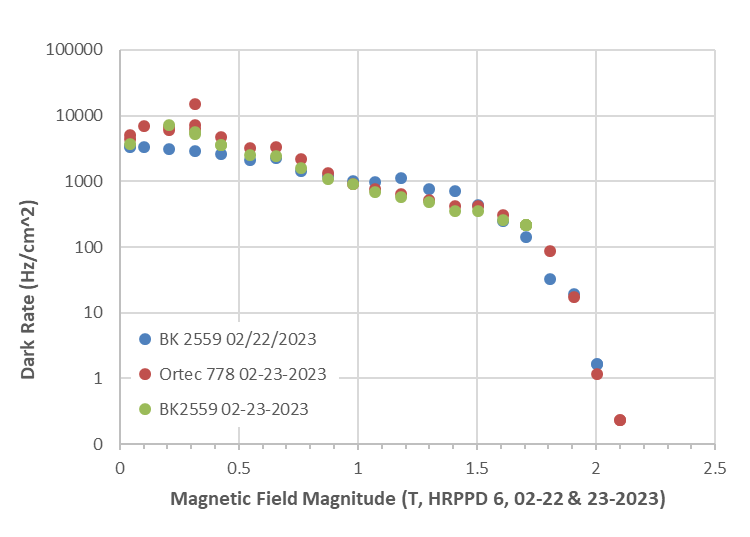 100000
10000
1000
100
10
1
0
Dark Rate (Hz/cm^2)
BK 2559 02/22/2023
Ortec 778 02-23-2023
BK2559 02-23-2023
0 0.5 1 1.5 2 2.5
Magnetic Field Magnitude (T, HRPPD 6, 02-22 & 23-2023)